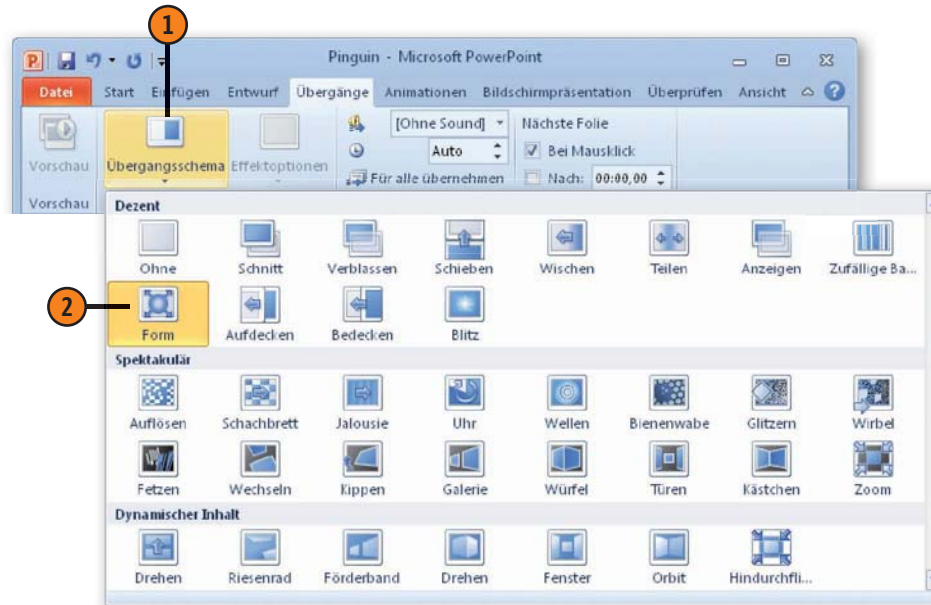 1
Pinguin - Microsoft PowerPoint
Datei Start Einfügen Entwurf Übergänge Animationen Bildschirmpräsentation Überprüfen Ansicht
Vorschau
Übergangsschema
Effektoptionen
[Ohne Sound]
Auto
Für alle übernehmen
Nächste Folie
Bei Mausklick
Nach: 00:00,00
Vorschau
Dezent
Ohne Schnitt Verblassen Schieben Wischen Teilen Anzeigen Zufällige Ba...
2
Form Aufdecken Bedecken Blitz
Spektakulär
Auflösen Schachbrett Jalousie Uhr Wellen Bienenwabe Glitzern Wirbel
Fetzen Wechseln Kippen Galerie Würfel Türen Kästchen Zoom
Dynamischer Inhalt
Drehen Riesenrad Förderband Drehen Fenster Orbit Hindurchfli...